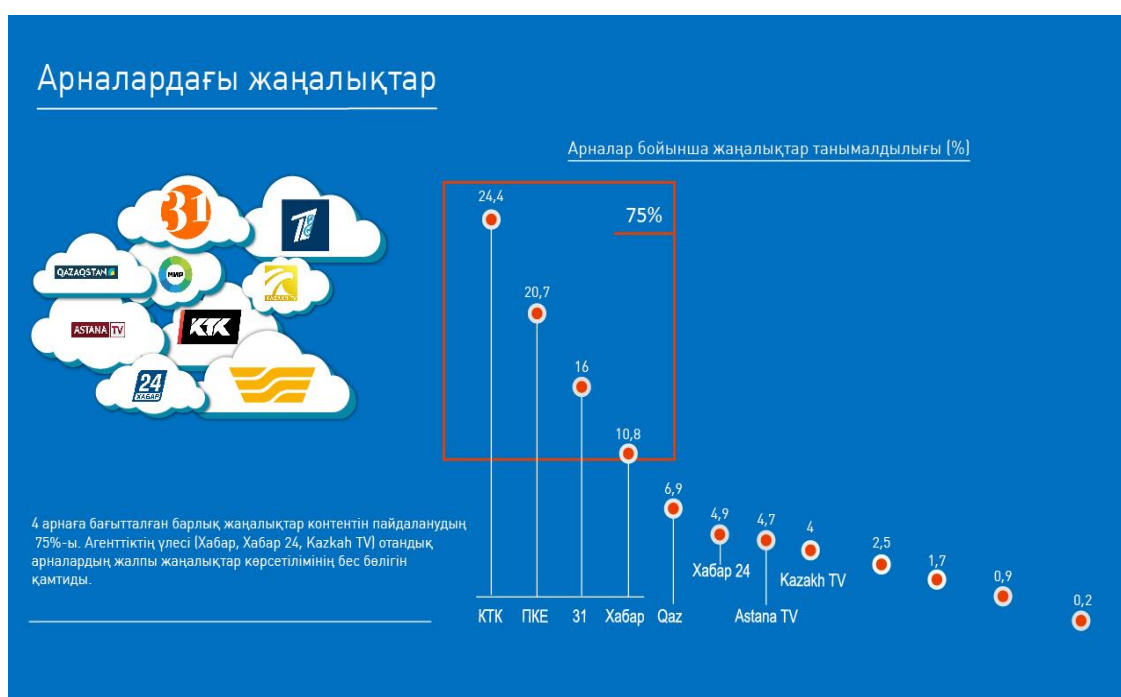 Арналардағы жаңалықтар
Арналар бойынша жаңалықтар танымалдылығы (%)
31
QAZAQSTAN
МИР
KAZAKH TV
ASTANA TV
КТК
24
ХАБАР
24,4
75%
20,7
16
10,8
6,9
4,9
4,7
4
2,5
1,7
0,9
0,2
Хабар 24
Kazakh TV
КТК ПКЕ 31 Хабар Qaz Astana TV
4 арнаға бағытталған барлық жаңалықтар контентін пайдаланудың
75%-ы. Агенттіктің үлесі (Хабар, Хабар 24, Kazkah TV) отандық
арналардың жалпы жаңалықтар көрсетілімінің бес бөлігін
қамтиды.